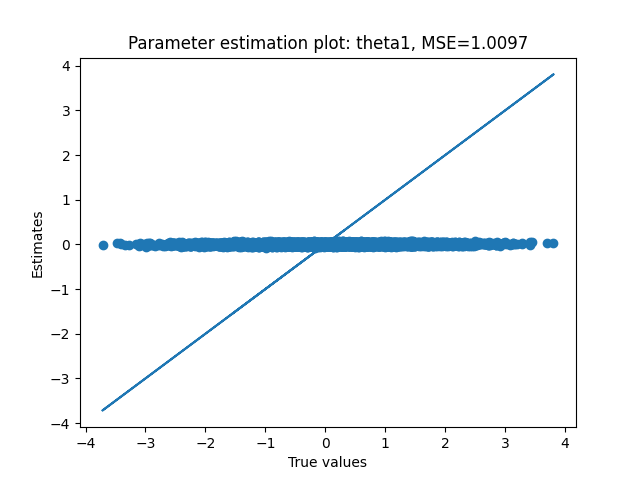 Parameter estimation plot: theta1, MSE=1.0097
4
3
2
1
0
−1
−2
−3
−4
Estimates
−4 −3 −2 −1 0 1 2 3 4
True values